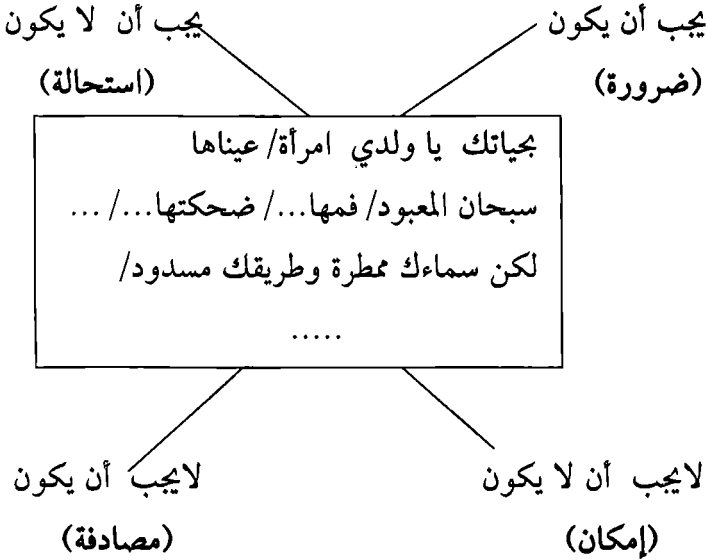 يجب أن يكون
(ضرورة)
يجب أن لا يكون
(استحالة)
بحياتك يا ولدي امرأة/ عيناها
سبحان المعبود/ فمها.../ ضحكتها.../ ...
لكن سماءك ممطرة وطريقك مسدود/
.....
لايجب أن لا يكون
(إمكان)
لايجب أن يكون
(مصادفة)